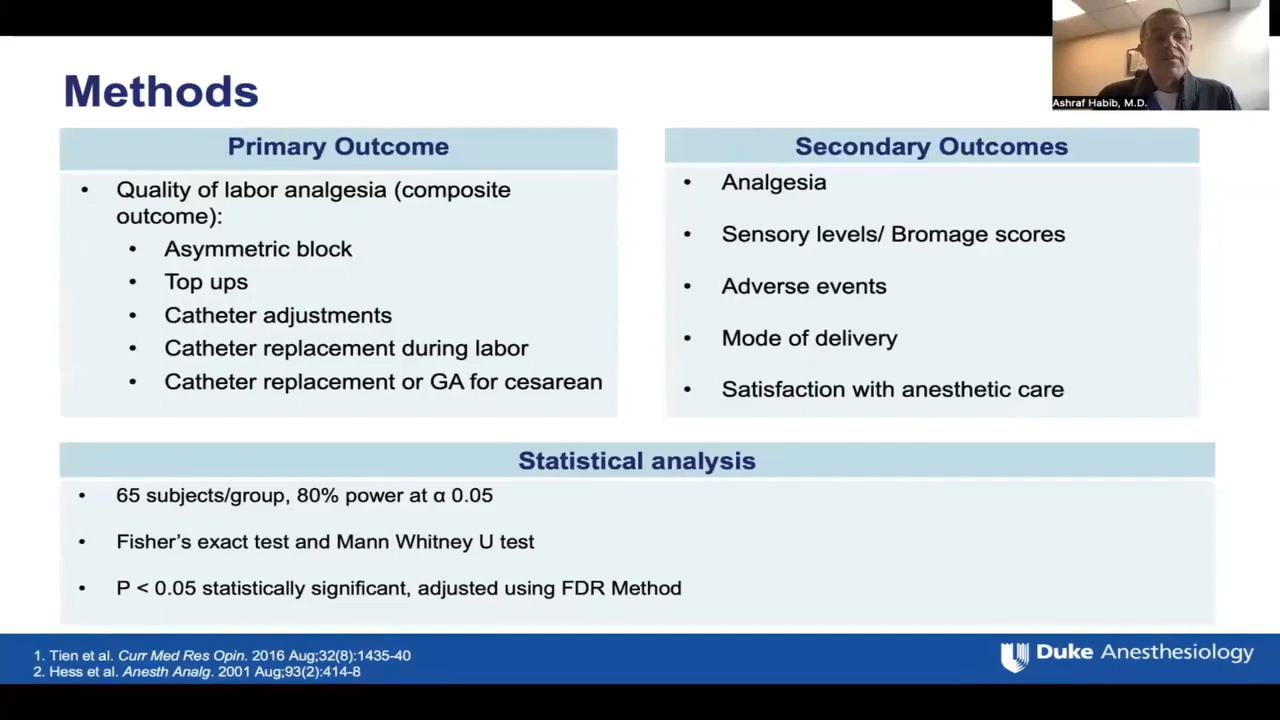 Ashraf Habib, M.D.
Methods
Primary Outcome
• Quality of labor analgesia (composite
outcome):
• Asymmetric block
• Top ups
• Catheter adjustments
• Catheter replacement during labor
• Catheter replacement or GA for cesarean
Secondary Outcomes
• Analgesia
• Sensory levels/ Bromage scores
• Adverse events
• Mode of delivery
• Satisfaction with anesthetic care
Statistical analysis
• 65 subjects/group, 80% power at α 0.05
• Fisher’s exact test and Mann Whitney U test
• P < 0.05 statistically significant, adjusted using FDR Method
1. Tien et al. Curr Med Res Opin. 2016 Aug;32(8):1435-40
2. Hess et al. Anesth Analg. 2001 Aug;93(2):414-8
Duke Anesthesiology